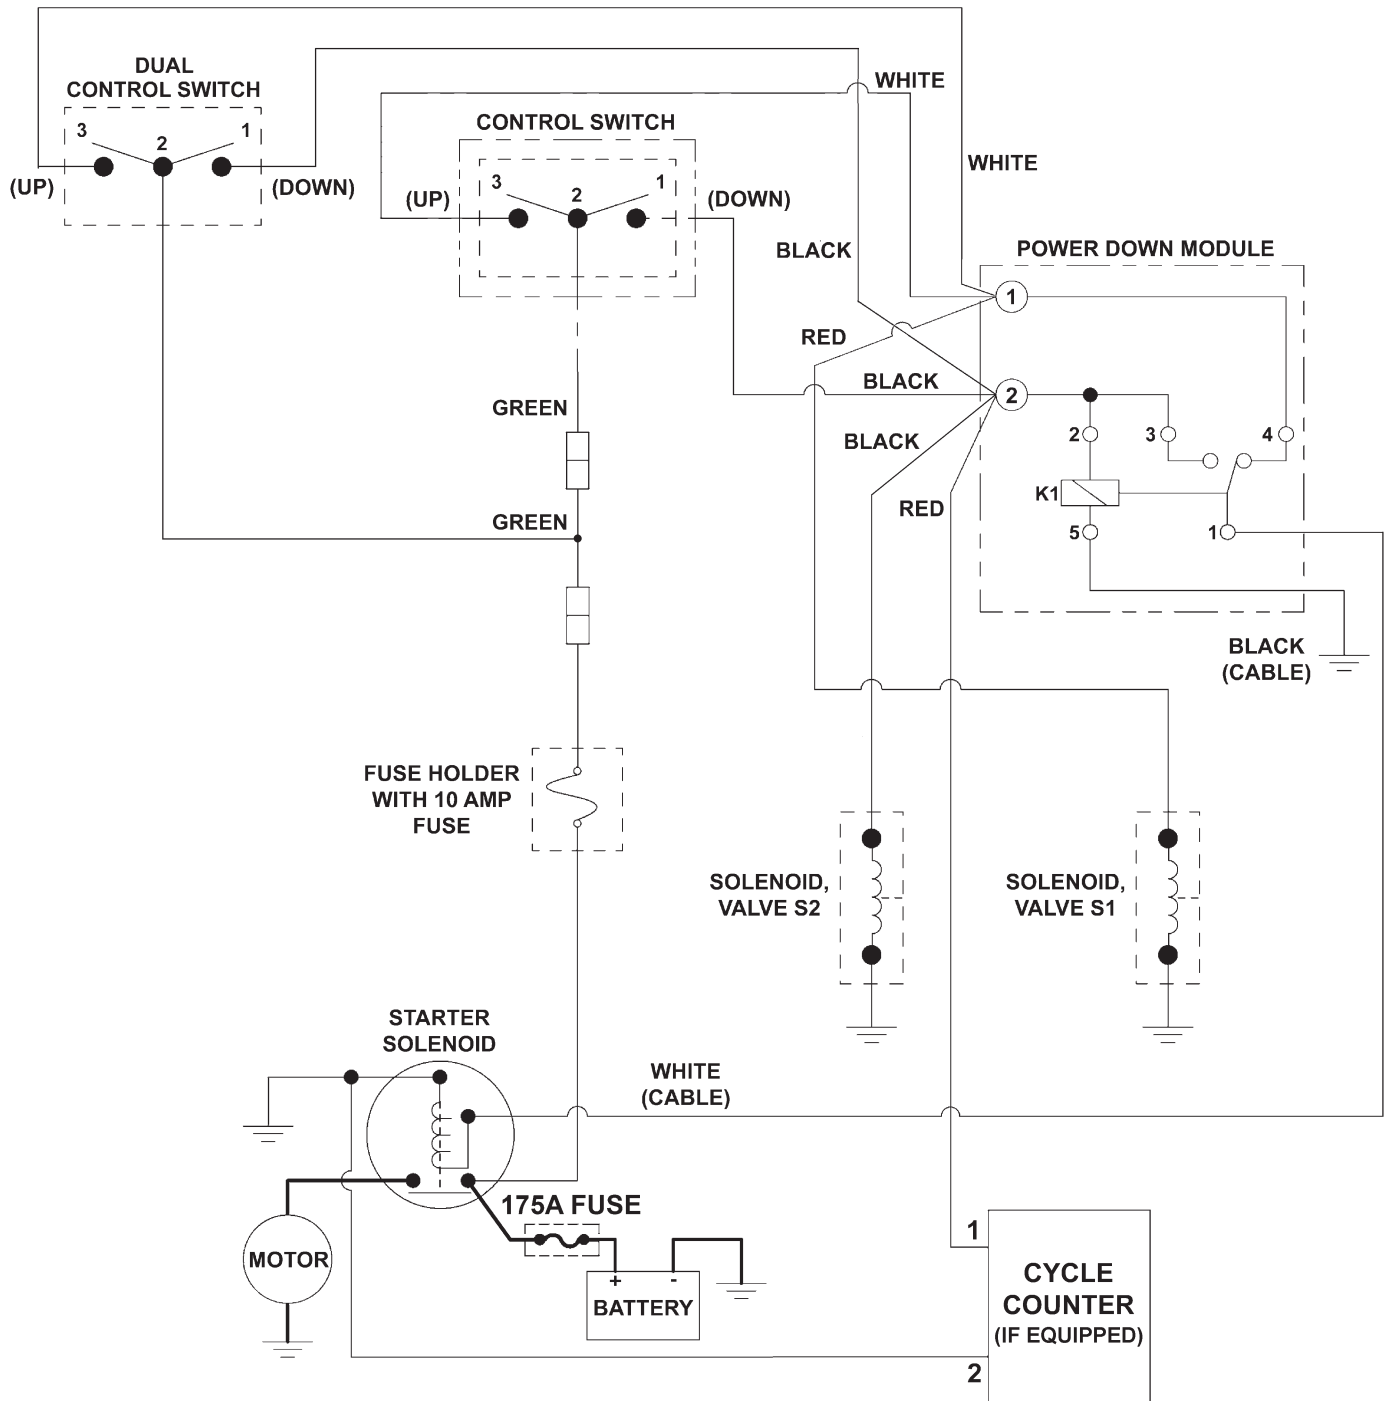 DUAL
CONTROL SWITCH
3
2
1
(UP)
(DOWN)
CONTROL SWITCH
3
2
1
(UP)
(DOWN)
WHITE
WHITE
BLACK
POWER DOWN MODULE
1
RED
BLACK
2
GREEN
BLACK
2
3
4
K1
RED
GREEN
5
1
BLACK
(CABLE)
FUSE HOLDER
WITH 10 AMP
FUSE
SOLENOID,
VALVE S2
SOLENOID,
VALVE S1
STARTER
SOLENOID
WHITE
(CABLE)
175A FUSE
MOTOR
+
-
BATTERY
1
CYCLE
COUNTER
(IF EQUIPPED)
2